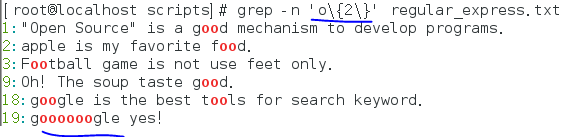 [root@localhost scripts]# grep -n 'o\{2\}' regular_express.txt
1:"Open Source" is a good mechanism to develop programs.
2:apple is my favorite food.
3:Football game is not use feet only.
9:Oh! The soup taste good.
18:google is the best tools for search keyword.
19:goooooogle yes!